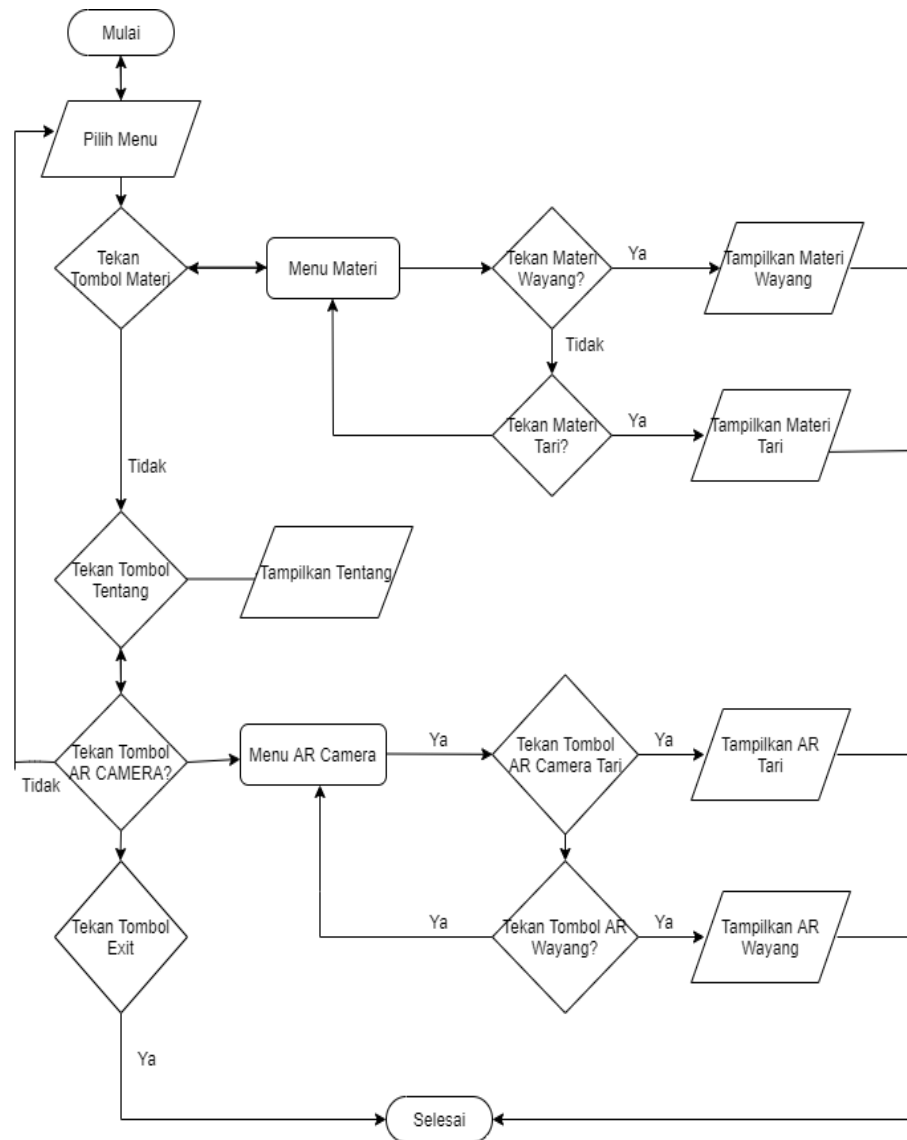 Mulai
Pilih Menu
Tekan
Tombol Materi
Menu Materi
Tekan Materi
Wayang?
Ya
Tampilkan Materi
Wayang
Tidak
Tekan Materi
Tari?
Ya
Tampilkan Materi
Tari
Tidak
Tekan Tombol
Tentang
Tampilkan Tentang
Tekan Tombol
AR CAMERA?
Tidak
Menu AR Camera
Ya
Tekan Tombol
AR Camera Tari
Ya
Tampilkan AR
Tari
Tekan Tombol
Exit
Ya
Tekan Tombol AR
Wayang?
Ya
Tampilkan AR
Wayang
Ya
Selesai